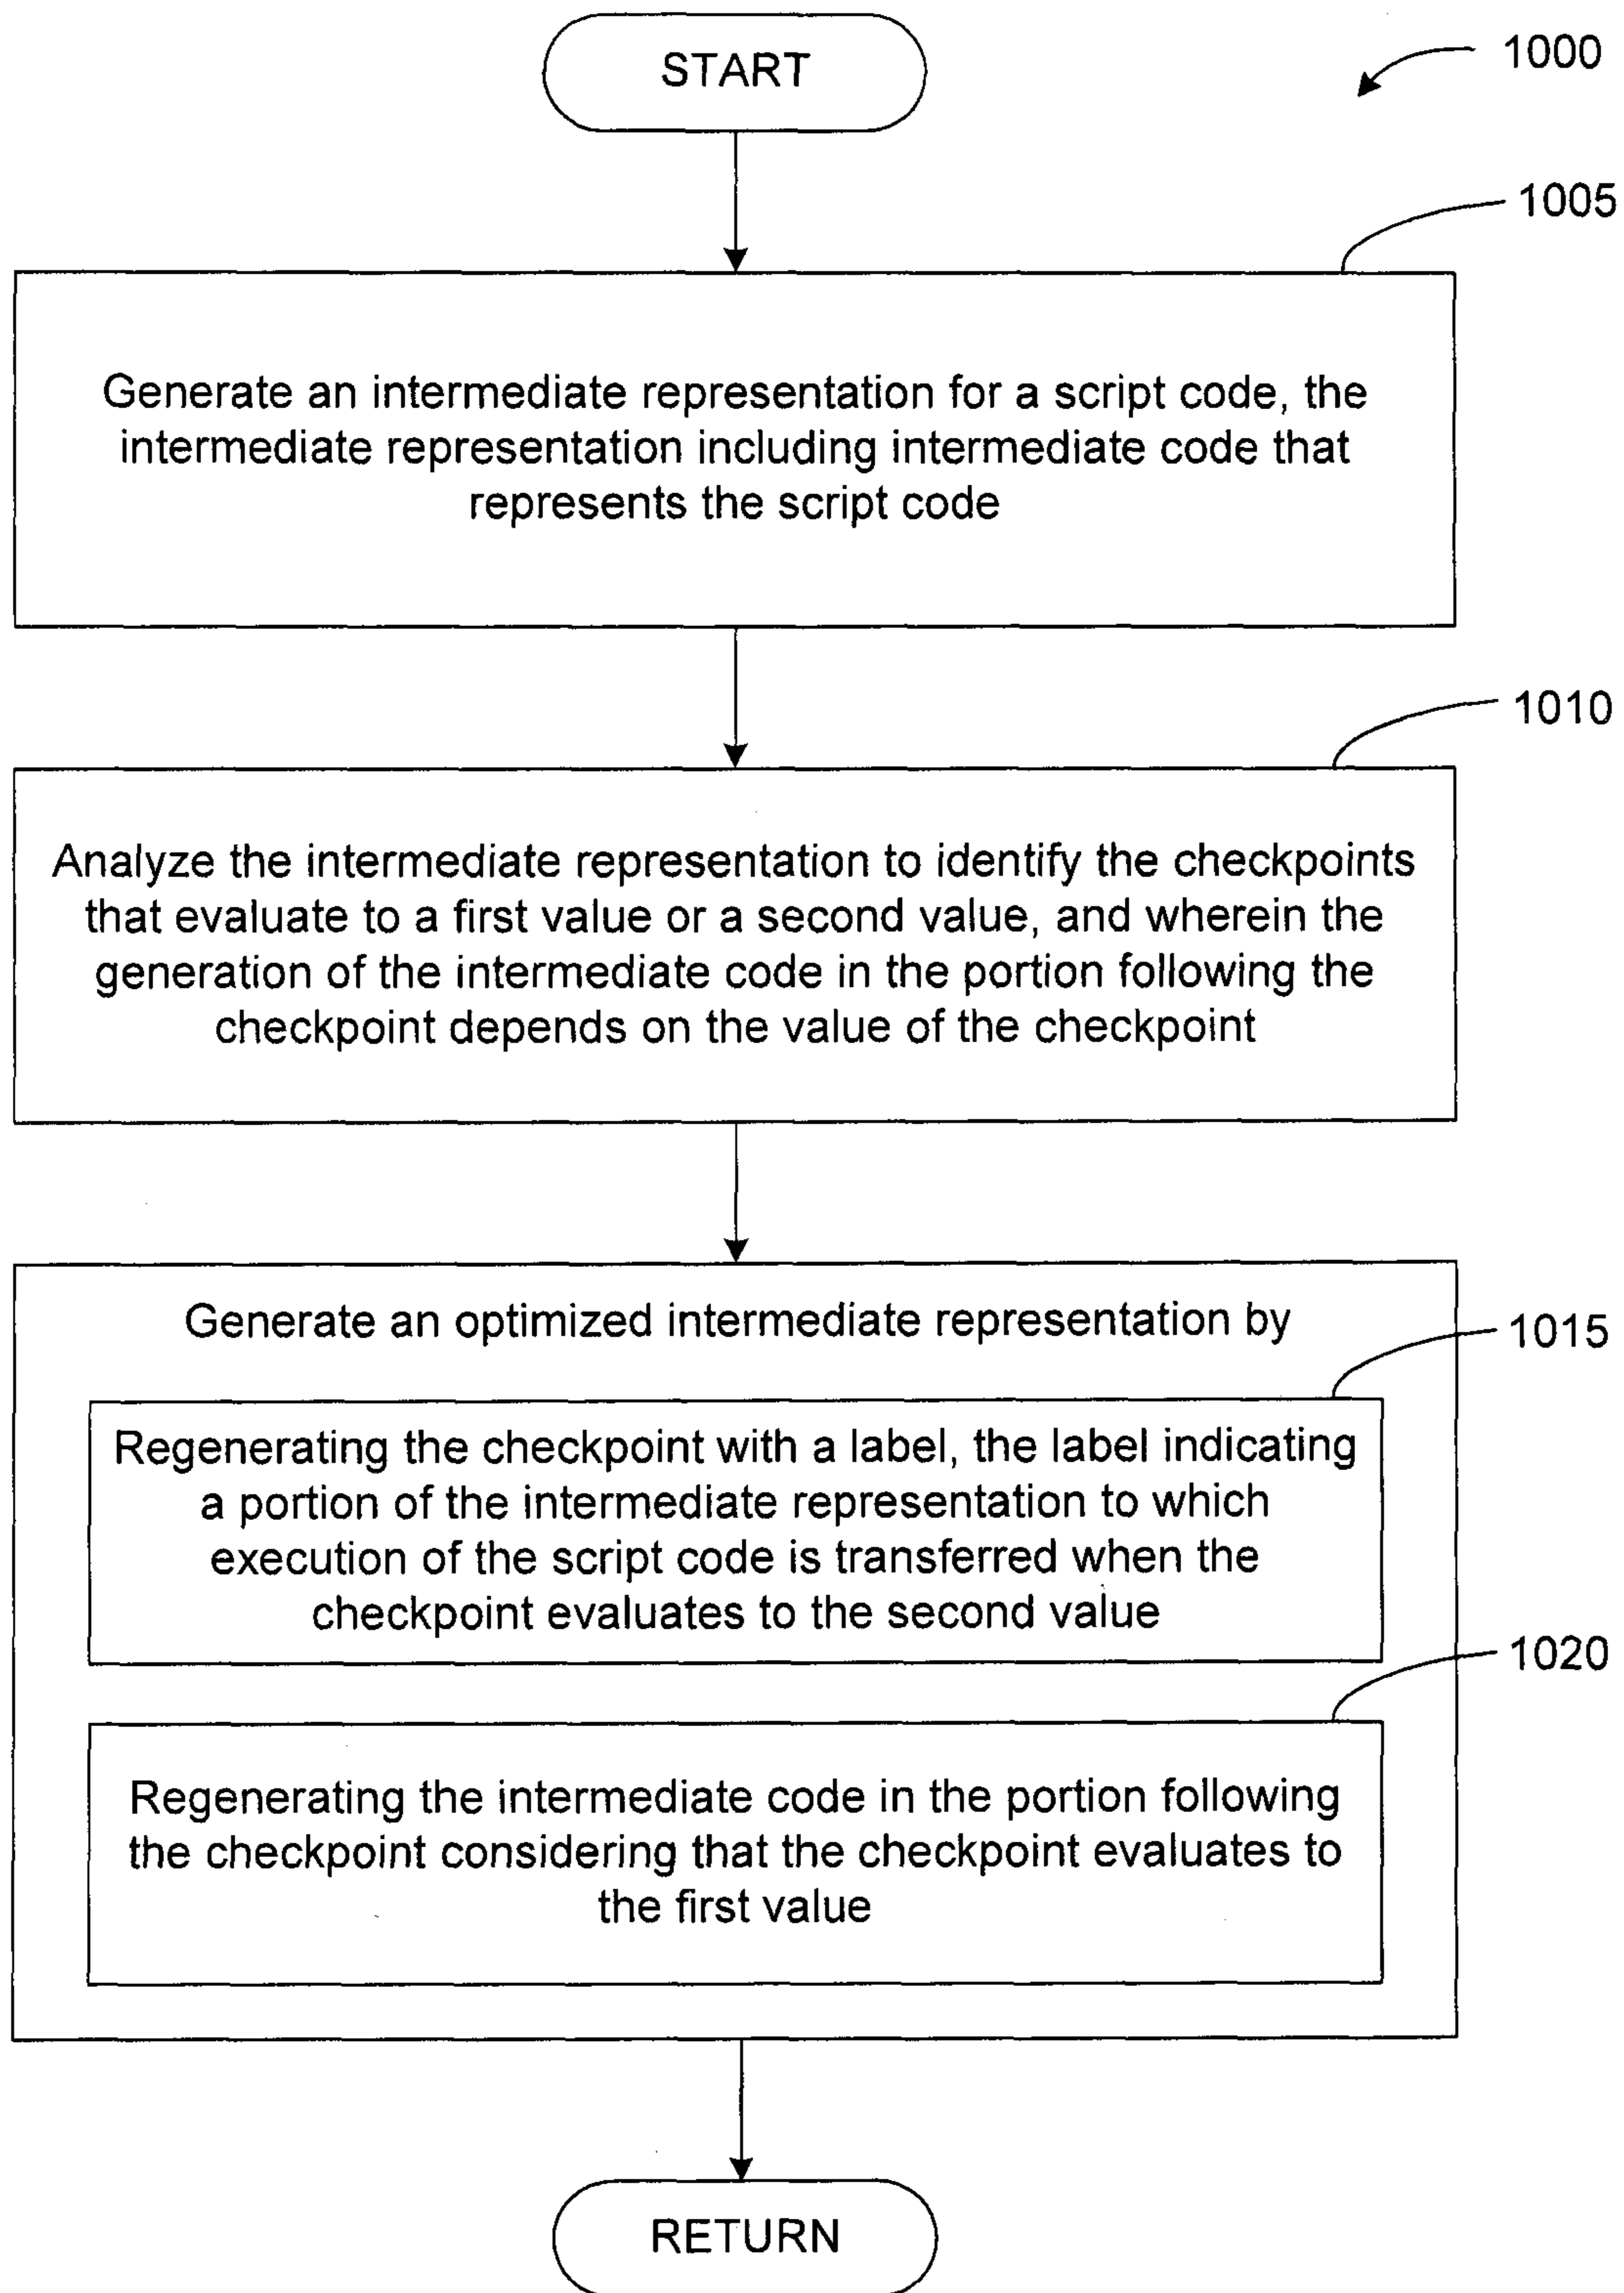 START
1000
1005
Generate an intermediate representation for a script code, the
intermediate representation including intermediate code that
represents the script code
1010
Analyze the intermediate representation to identify the checkpoints
that evaluate to a first value or a second value, and wherein the
generation of the intermediate code in the portion following the
checkpoint depends on the value of the checkpoint
Generate an optimized intermediate representation by
1015
Regenerating the checkpoint with a label, the label indicating
a portion of the intermediate representation to which
execution of the script code is transferred when the
checkpoint evaluates to the second value
1020
Regenerating the intermediate code in the portion following
the checkpoint considering that the checkpoint evaluates to
the first value
RETURN